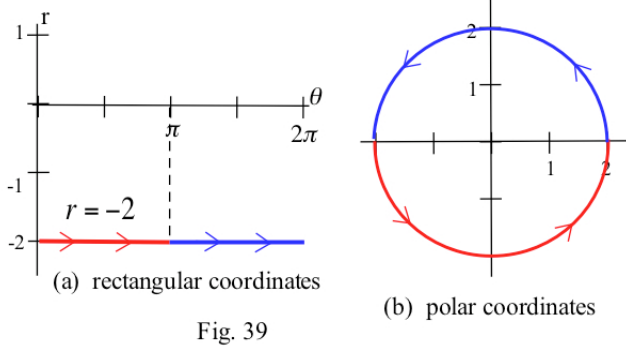 r
1
θ
π
2π
-1
r = -2
-2
(a) rectangular coordinates
2
1
1
2
(b) polar coordinates
Fig. 39